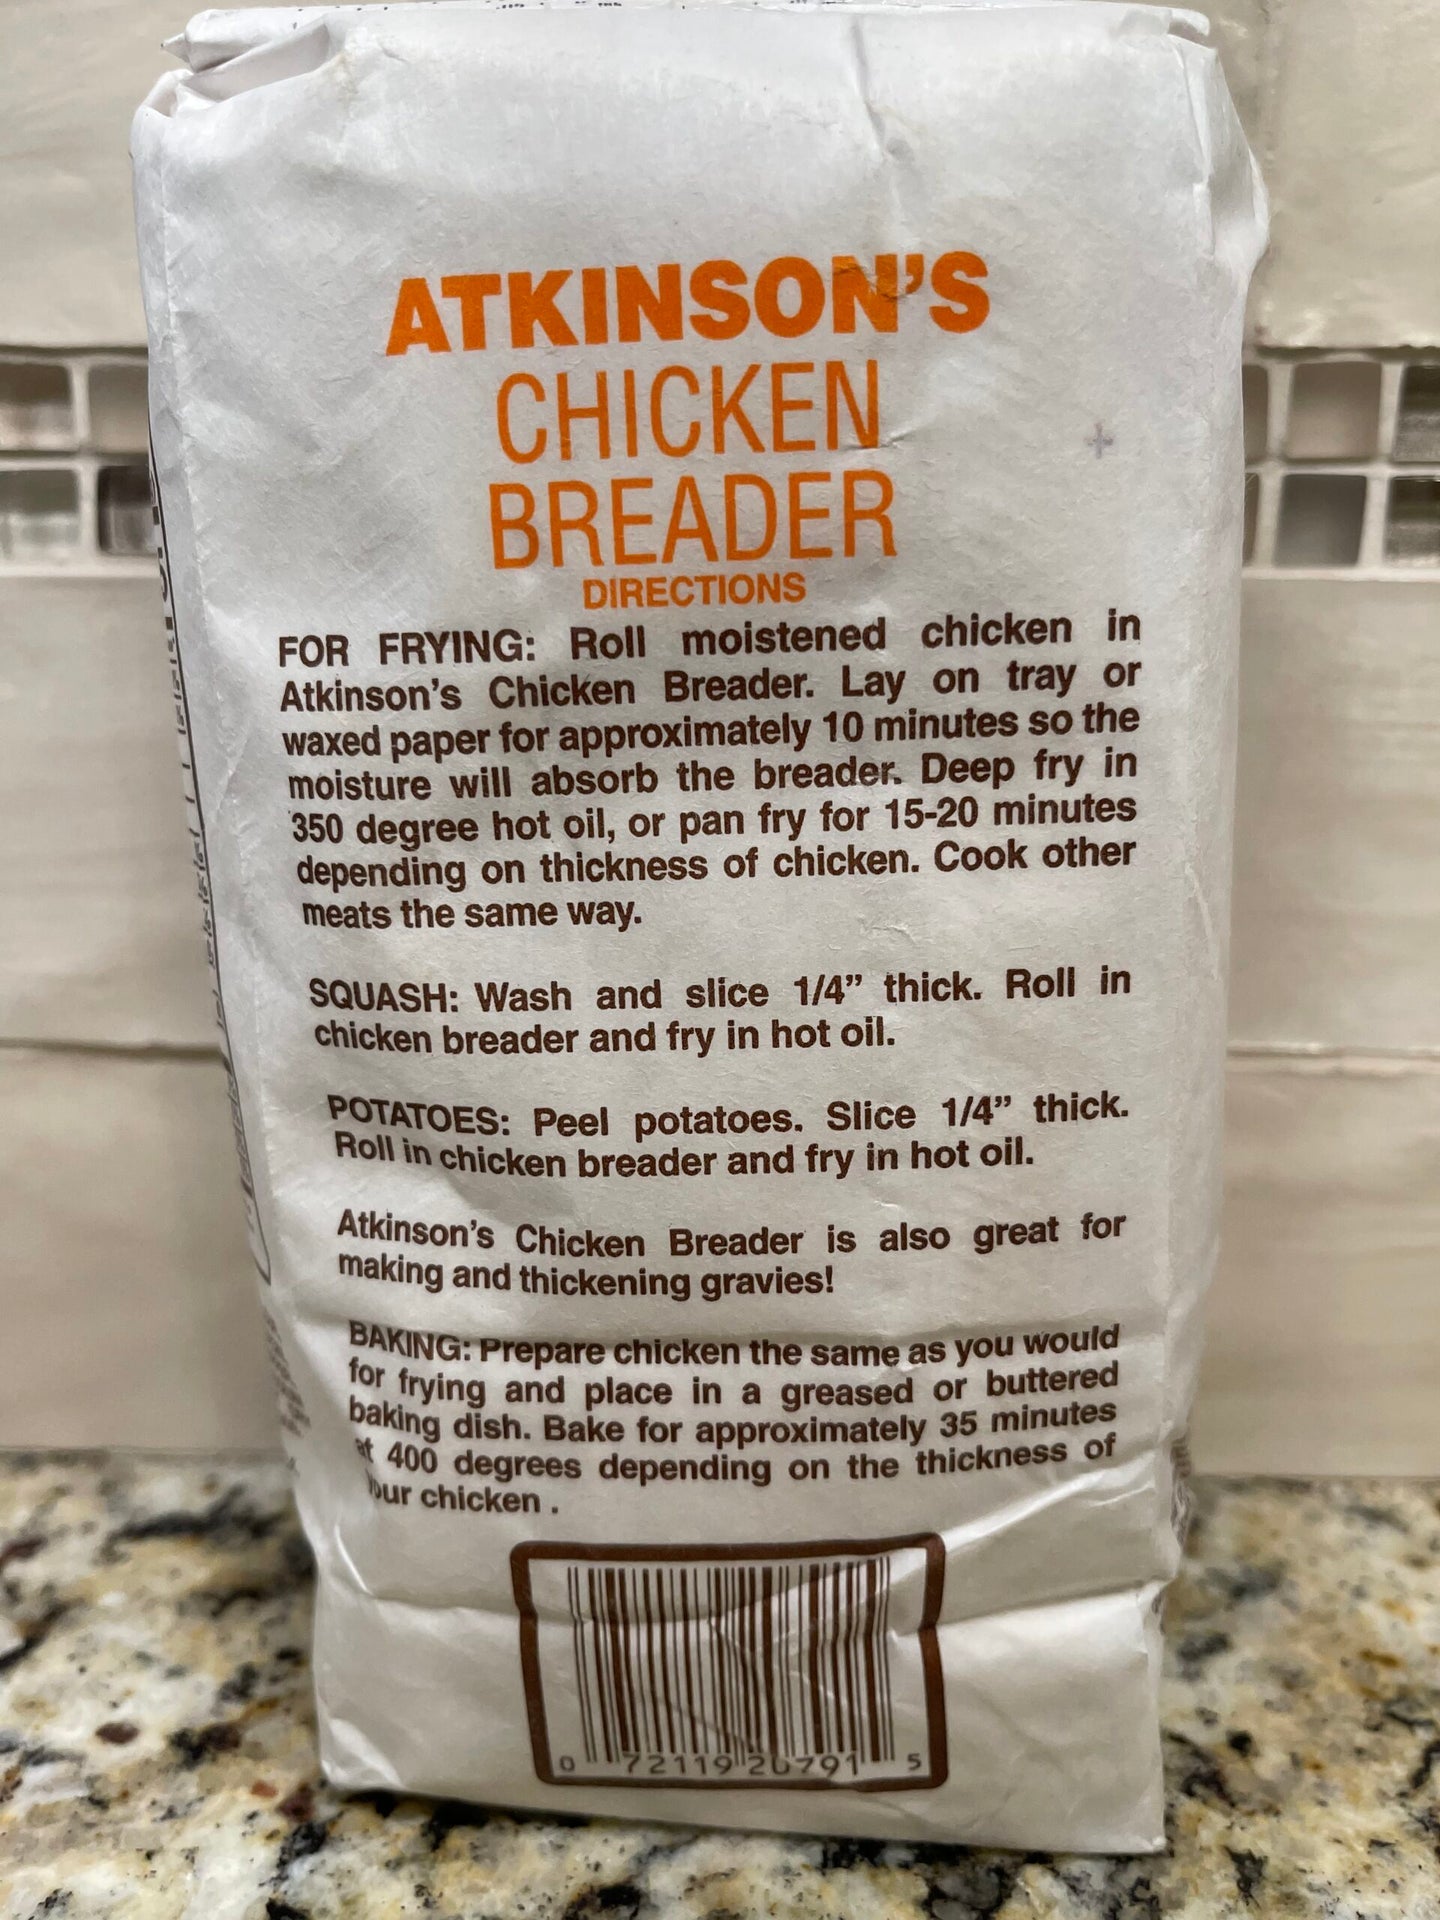 ATKINSON'S
CHICKEN
BREADER
DIRECTIONS
FOR FRYING: Roll moistened chicken in
Atkinson's Chicken Breader. Lay on tray or
waxed paper for approximately 10 minutes so the
moisture will absorb the breader. Deep fry in
350 degree hot oil, or pan fry for 15-20 minutes
depending on thickness of chicken. Cook other
meats the same way.
SQUASH: Wash and slice 1/4” thick. Roll in
chicken breader and fry in hot oil.
POTATOES: Peel potatoes. Slice 1/4” thick.
Roll in chicken breader and fry in hot oil.
Atkinson's Chicken Breader is also great for
making and thickening gravies!
BAKING: Prepare chicken the same as you would
for frying and place in a greased or buttered
baking dish. Bake for approximately 35 minutes
at 400 degrees depending on the thickness of
your chicken .
0 72119 20791 5